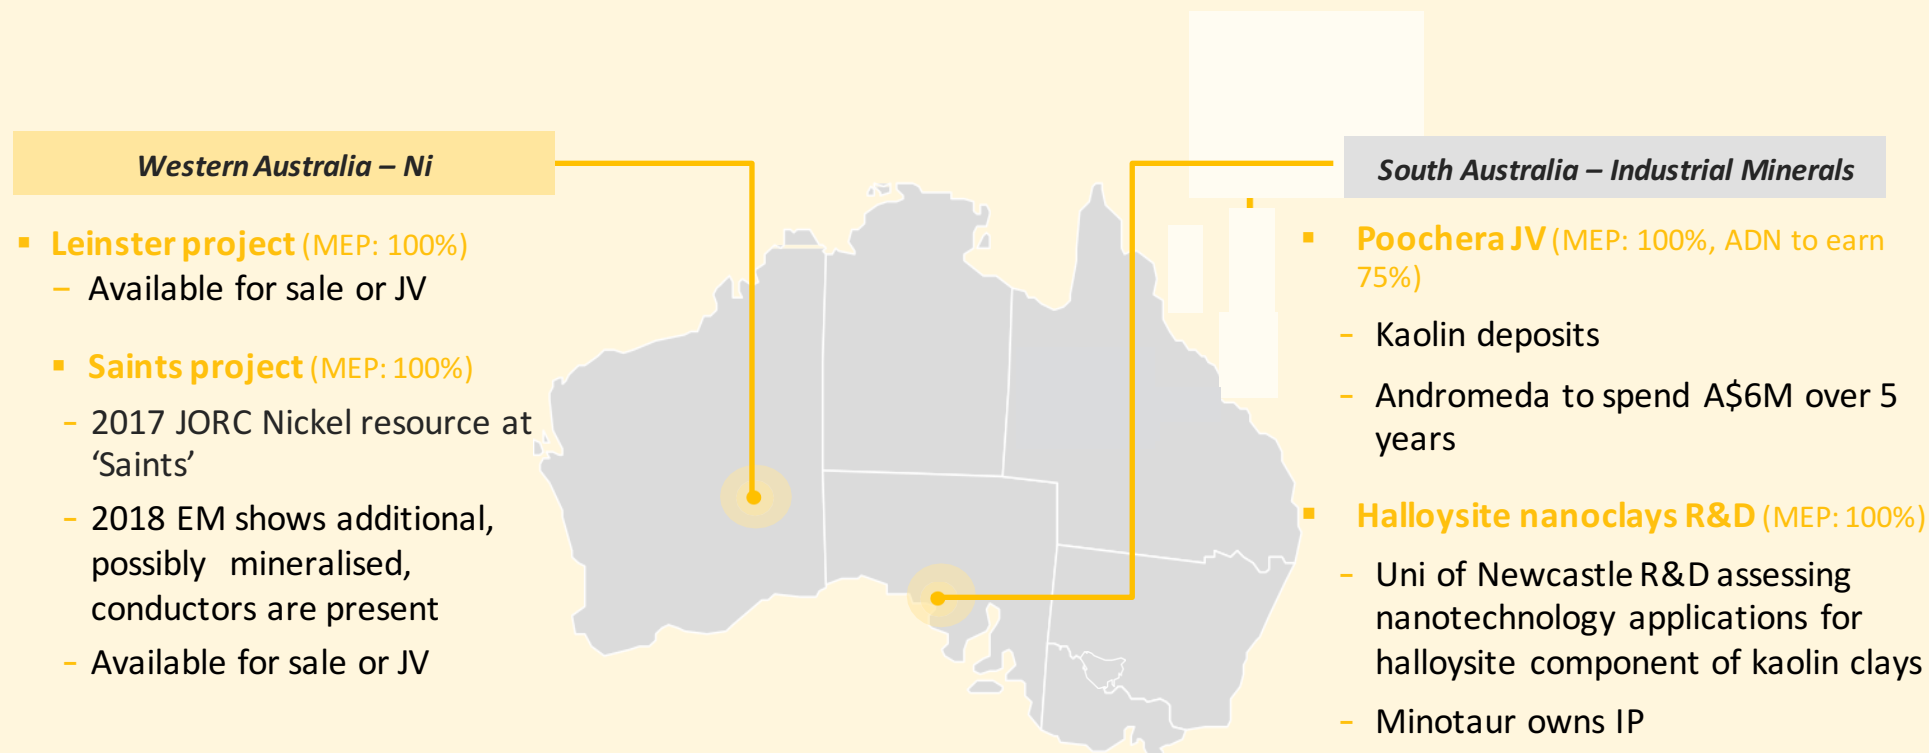 Western Australia – Ni
▪ Leinster project (MEP: 100%)
– Available for sale or JV
▪ Saints project (MEP: 100%)
- 2017 JORC Nickel resource at
‘Saints’
- 2018 EM shows additional,
possibly mineralised,
conductors are present
- Available for sale or JV
South Australia – Industrial Minerals
▪ Poochera JV (MEP: 100%, ADN to earn
75%)
- Kaolin deposits
- Andromeda to spend A$6M over 5
years
▪ Halloysite nanoclays R&D (MEP: 100%)
- Uni of Newcastle R&D assessing
nanotechnology applications for
halloysite component of kaolin clays
- Minotaur owns IP